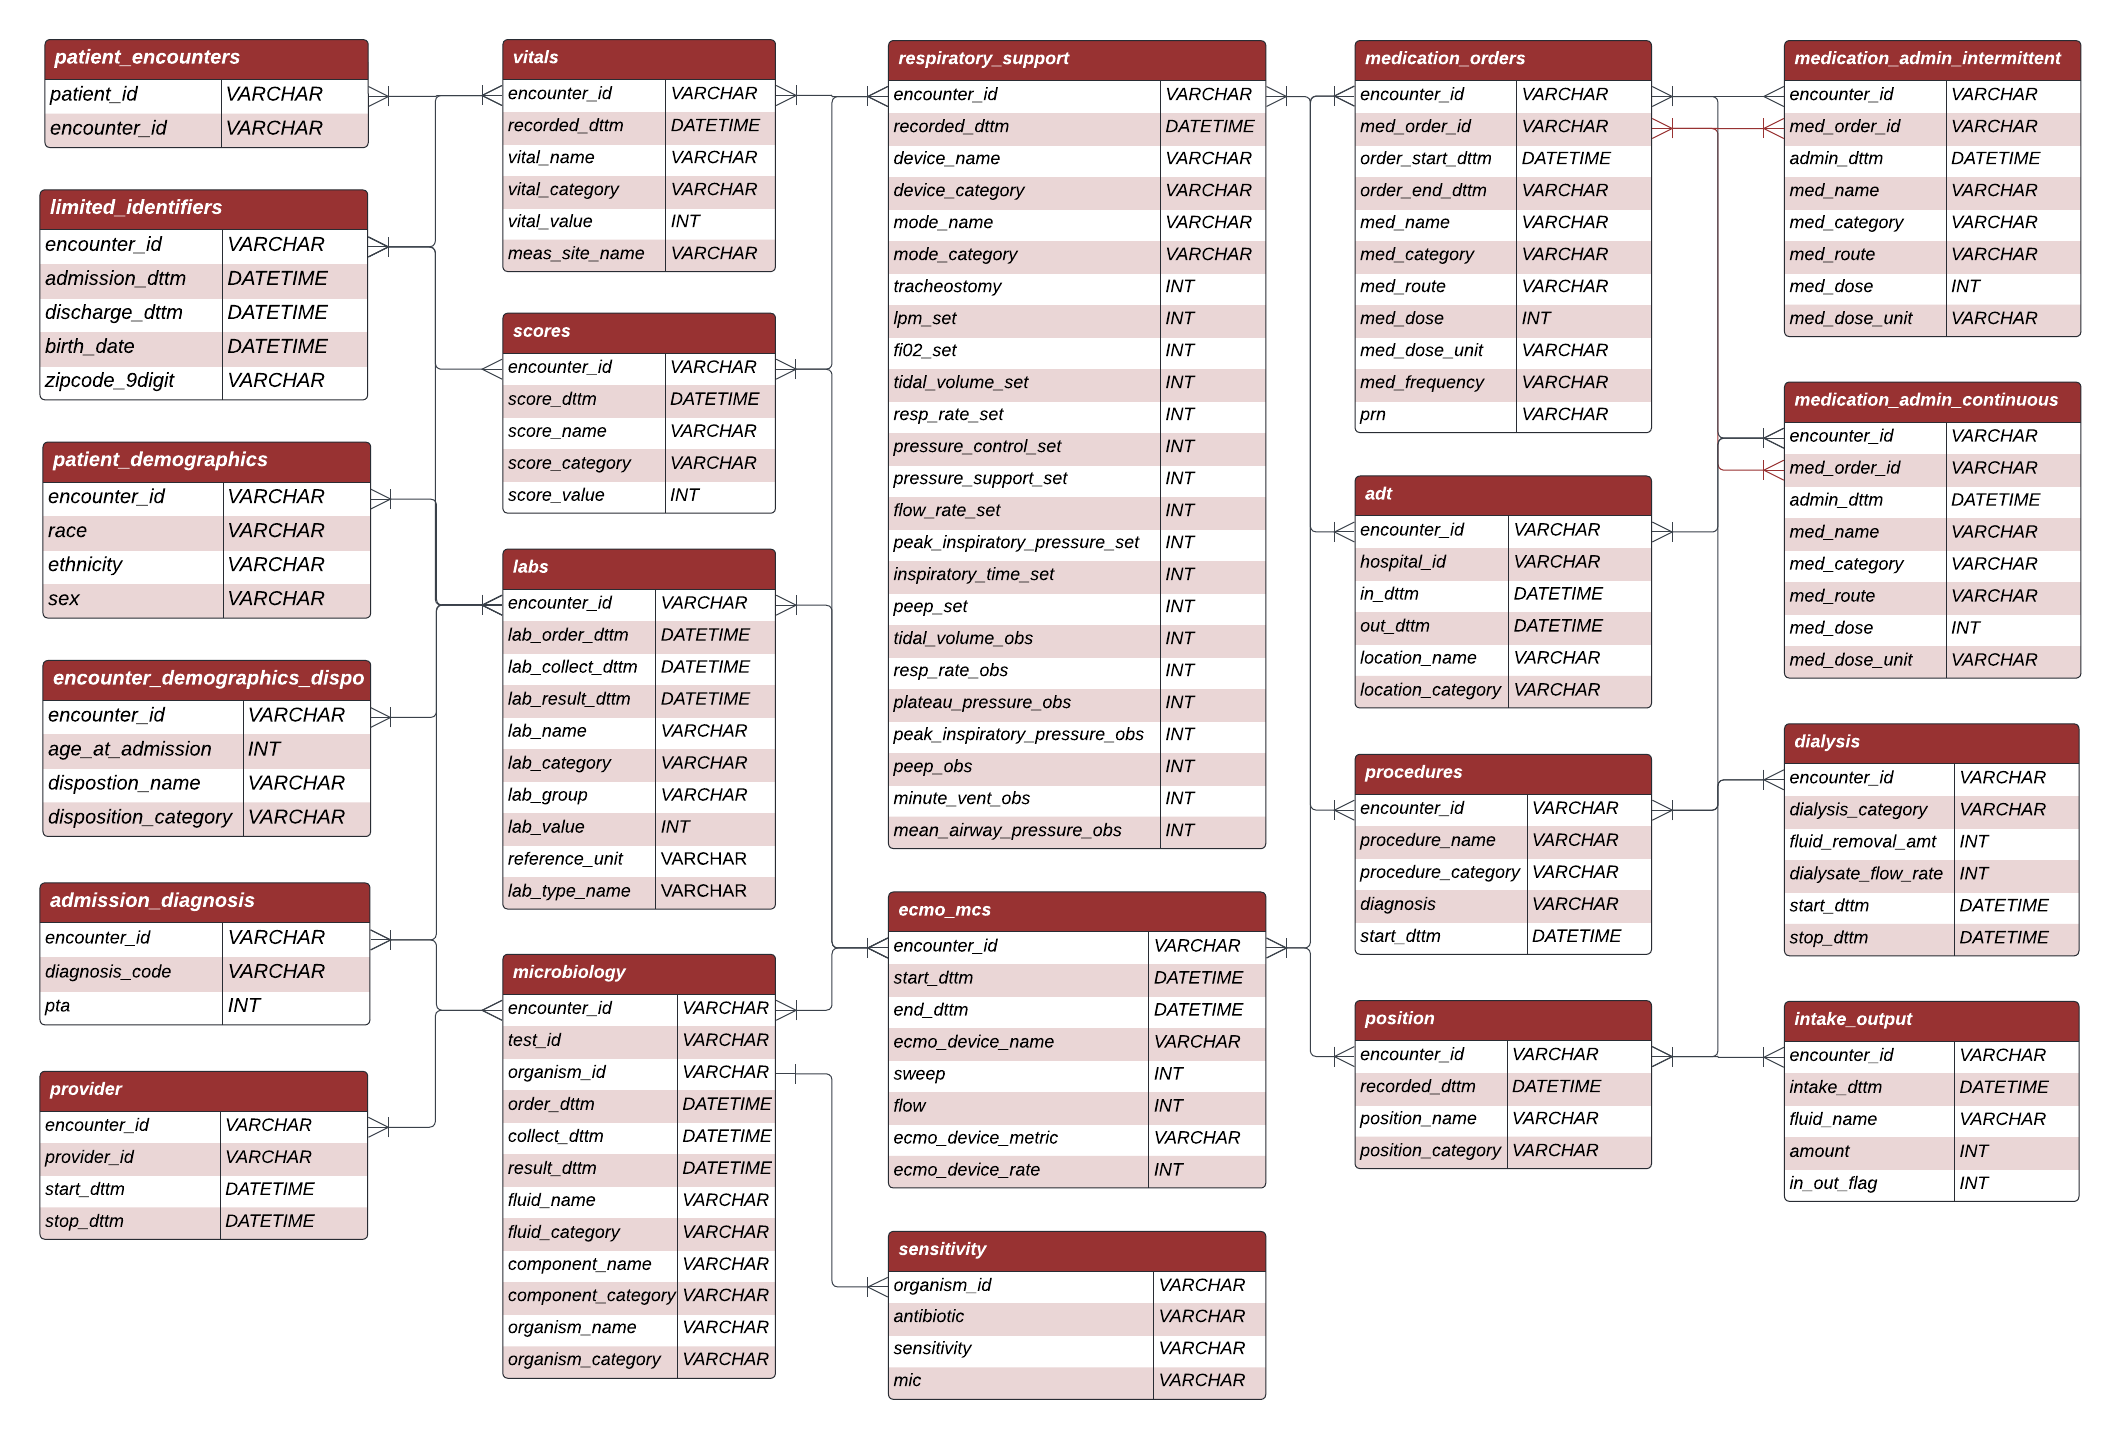 patient_encounters
patient_id VARCHAR
encounter_id VARCHAR
limited_identifiers
encounter_id VARCHAR
admission_dttm DATETIME
discharge_dttm DATETIME
birth_date DATETIME
zipcode_9digit VARCHAR
patient_demographics
encounter_id VARCHAR
race VARCHAR
ethnicity VARCHAR
sex VARCHAR
encounter_demographics_dispo
encounter_id VARCHAR
age_at_admission INT
dispostion_name VARCHAR
disposition_category VARCHAR
admission_diagnosis
encounter_id VARCHAR
diagnosis_code VARCHAR
pta INT
provider
encounter_id VARCHAR
provider_id VARCHAR
start_dttm DATETIME
stop_dttm DATETIME
vitals
encounter_id VARCHAR
recorded_dttm DATETIME
vital_name VARCHAR
vital_category VARCHAR
vital_value INT
meas_site_name VARCHAR
scores
encounter_id VARCHAR
score_dttm DATETIME
score_name VARCHAR
score_category VARCHAR
score_value INT
labs
encounter_id VARCHAR
lab_order_dttm DATETIME
lab_collect_dttm DATETIME
lab_result_dttm DATETIME
lab_name VARCHAR
lab_category VARCHAR
lab_group VARCHAR
lab_value INT
reference_unit VARCHAR
lab_type_name VARCHAR
microbiology
encounter_id VARCHAR
test_id VARCHAR
organism_id VARCHAR
order_dttm DATETIME
collect_dttm DATETIME
result_dttm DATETIME
fluid_name VARCHAR
fluid_category VARCHAR
component_name VARCHAR
component_category VARCHAR
organism_name VARCHAR
organism_category VARCHAR
respiratory_support
encounter_id VARCHAR
recorded_dttm DATETIME
device_name VARCHAR
device_category VARCHAR
mode_name VARCHAR
mode_category VARCHAR
tracheostomy INT
lpm_set INT
fi02_set INT
tidal_volume_set INT
resp_rate_set INT
pressure_control_set INT
pressure_support_set INT
flow_rate_set INT
peak_inspiratory_pressure_set INT
inspiratory_time_set INT
peep_set INT
tidal_volume_obs INT
resp_rate_obs INT
plateau_pressure_obs INT
peak_inspiratory_pressure_obs INT
peep_obs INT
minute_vent_obs INT
mean_airway_pressure_obs INT
ecmo_mcs
encounter_id VARCHAR
start_dttm DATETIME
end_dttm DATETIME
ecmo_device_name VARCHAR
sweep INT
flow INT
ecmo_device_metric VARCHAR
ecmo_device_rate INT
sensitivity
organism_id VARCHAR
antibiotic VARCHAR
sensitivity VARCHAR
mic VARCHAR
medication_orders
encounter_id VARCHAR
med_order_id VARCHAR
order_start_dttm DATETIME
order_end_dttm VARCHAR
med_name VARCHAR
med_category VARCHAR
med_route VARCHAR
med_dose INT
med_dose_unit VARCHAR
med_frequency VARCHAR
prn VARCHAR
adt
encounter_id VARCHAR
hospital_id VARCHAR
in_dttm DATETIME
out_dttm DATETIME
location_name VARCHAR
location_category VARCHAR
procedures
encounter_id VARCHAR
procedure_name VARCHAR
procedure_category VARCHAR
diagnosis VARCHAR
start_dttm DATETIME
position
encounter_id VARCHAR
recorded_dttm DATETIME
position_name VARCHAR
position_category VARCHAR
medication_admin_intermittent
encounter_id VARCHAR
med_order_id VARCHAR
admin_dttm DATETIME
med_name VARCHAR
med_category VARCHAR
med_route VARCHAR
med_dose INT
med_dose_unit VARCHAR
medication_admin_continuous
encounter_id VARCHAR
med_order_id VARCHAR
admin_dttm DATETIME
med_name VARCHAR
med_category VARCHAR
med_route VARCHAR
med_dose INT
med_dose_unit VARCHAR
dialysis
encounter_id VARCHAR
dialysis_category VARCHAR
fluid_removal_amt INT
dialysate_flow_rate INT
start_dttm DATETIME
stop_dttm DATETIME
intake_output
encounter_id VARCHAR
intake_dttm DATETIME
fluid_name VARCHAR
amount INT
in_out_flag INT